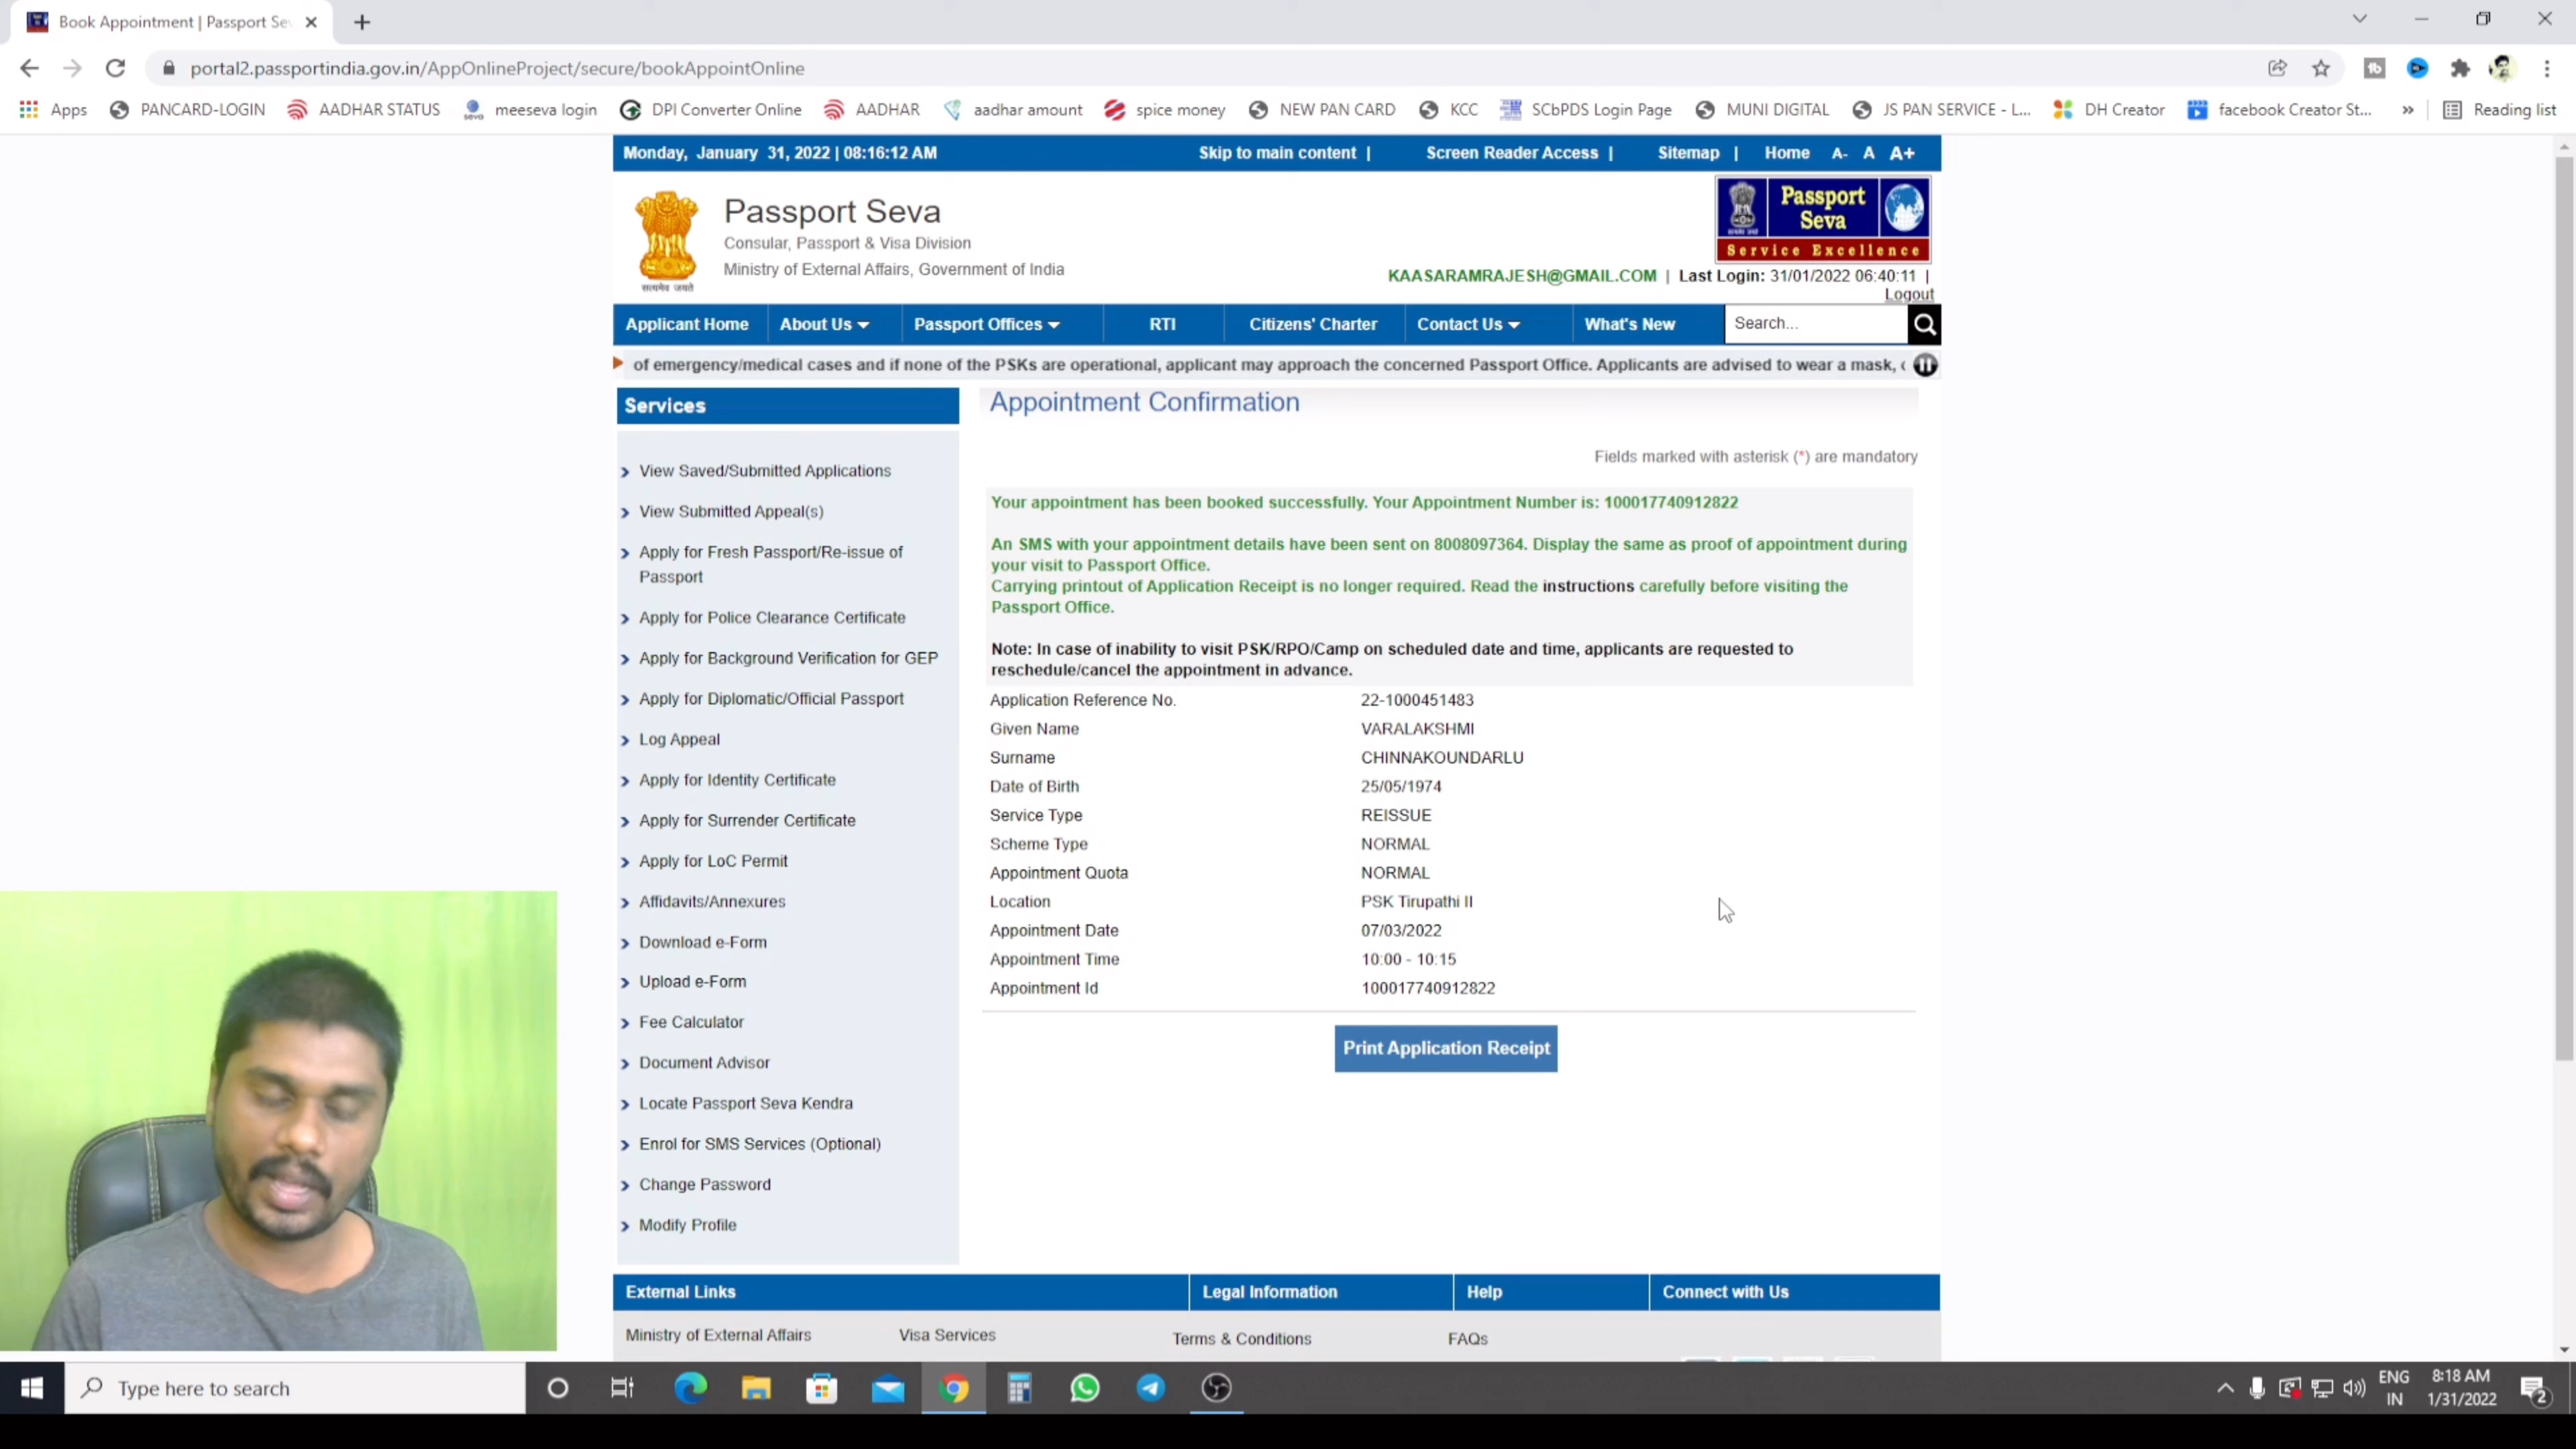 Book Appointment | Passport Se
portal2.passportindia.gov.in/AppOnlineProject/secure/bookAppointOnline
Apps PANCARD-LOGIN AADHAR STATUS meeseva login DPI Converter Online AADHAR aadhar amount spice money NEW PAN CARD KCC SCbPDS Login Page MUNI DIGITAL JS PAN SERVICE - L... DH Creator facebook Creator St... » Reading list
Monday, January 31, 2022 | 08:16:12 AM Skip to main content | Screen Reader Access | Sitemap | Home A- A A+
Passport Seva
Consular, Passport & Visa Division
Ministry of External Affairs, Government of India
सत्यमेव जयते
Passport
Seva
Service Excellence
KAASARAMRAJESH@GMAIL.COM | Last Login: 31/01/2022 06:40:11 |
Logout
Applicant Home About Us Passport Offices RTI Citizens' Charter Contact Us What's New Search...
of emergency/medical cases and if none of the PSKs are operational, applicant may approach the concerned Passport Office. Applicants are advised to wear a mask,
Services
View Saved/Submitted Applications
View Submitted Appeal(s)
Apply for Fresh Passport/Re-issue of
Passport
Apply for Police Clearance Certificate
Apply for Background Verification for GEP
Apply for Diplomatic/Official Passport
Log Appeal
Apply for Identity Certificate
Apply for Surrender Certificate
Apply for LoC Permit
Affidavits/Annexures
Download e-Form
Upload e-Form
Fee Calculator
Document Advisor
Locate Passport Seva Kendra
Enrol for SMS Services (Optional)
Change Password
Modify Profile
Appointment Confirmation
Fields marked with asterisk (*) are mandatory
Your appointment has been booked successfully. Your Appointment Number is: 100017740912822
An SMS with your appointment details have been sent on 8008097364. Display the same as proof of appointment during
your visit to Passport Office.
Carrying printout of Application Receipt is no longer required. Read the instructions carefully before visiting the
Passport Office.
Note: In case of inability to visit PSK/RPO/Camp on scheduled date and time, applicants are requested to
reschedule/cancel the appointment in advance.
Application Reference No. 22-1000451483
Given Name VARALAKSHMI
Surname CHINNAKOUNDARLU
Date of Birth 25/05/1974
Service Type REISSUE
Scheme Type NORMAL
Appointment Quota NORMAL
Location PSK Tirupathi II
Appointment Date 07/03/2022
Appointment Time 10:00 - 10:15
Appointment Id 100017740912822
Print Application Receipt
External Links Legal Information Help Connect with Us
Ministry of External Affairs Visa Services Terms & Conditions FAQs
Type here to search
ENG
IN
8:18 AM
1/31/2022
2